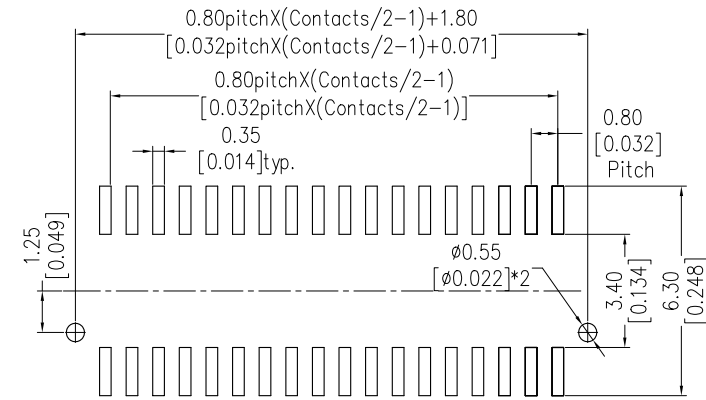 0.80pitchX(Contacts/2-1)+1.80
[0.032pitchX(Contacts/2-1)+0.071]
0.80pitchX(Contacts/2-1)
[0.032pitchX(Contacts/2-1)]
0.35
[0.014]typ.
0.80
[0.032]
Pitch
1.25
[0.049]
ø0.55
[ø0.022]*2
3.40
[0.134]
6.30
[0.248]